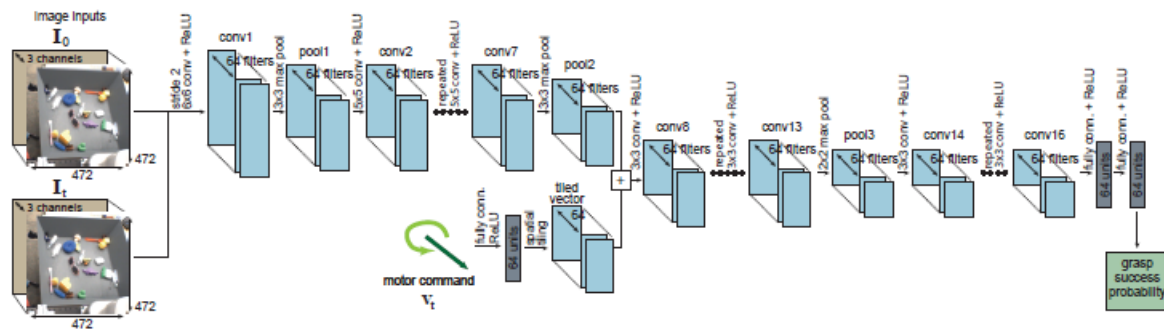 image inputs
I0
3 channels
472
472
It
3 channels
472
472
stride 2
6x6 conv + ReLU
conv1
64 filters
3x3 max pool
pool1
64 filters
5x5 conv + ReLU
conv2
64 filters
repeated
5x5 conv + ReLU
conv7
64 filters
3x3 max pool
pool2
64 filters
motor command
vt
fully conn.
ReLU
64 units
spatial
tiling
tiled
vector
64
+
3x3 conv + ReLU
conv8
64 filters
repeated
3x3 conv + ReLU
conv13
64 filters
2x2 max pool
pool3
64 filters
3x3 conv + ReLU
conv14
64 filters
repeated
3x3 conv + ReLU
conv16
64 filters
fully conn. + ReLU
64 units
fully conn. + ReLU
64 units
grasp
success
probability